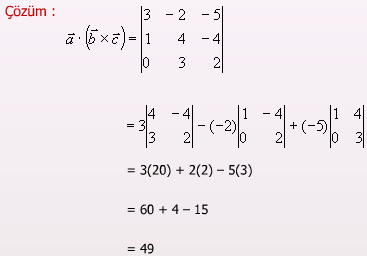 Çözüm :
a⃗ · (b⃗ × c⃗) = |3 − 2 − 5|
|1 4 − 4|
|0 3 2|
= 3 |4 − 4| − (−2) |1 − 4| + (−5) |1 4|
|3 2| |0 2| |0 3|
= 3(20) + 2(2) – 5(3)
= 60 + 4 – 15
= 49